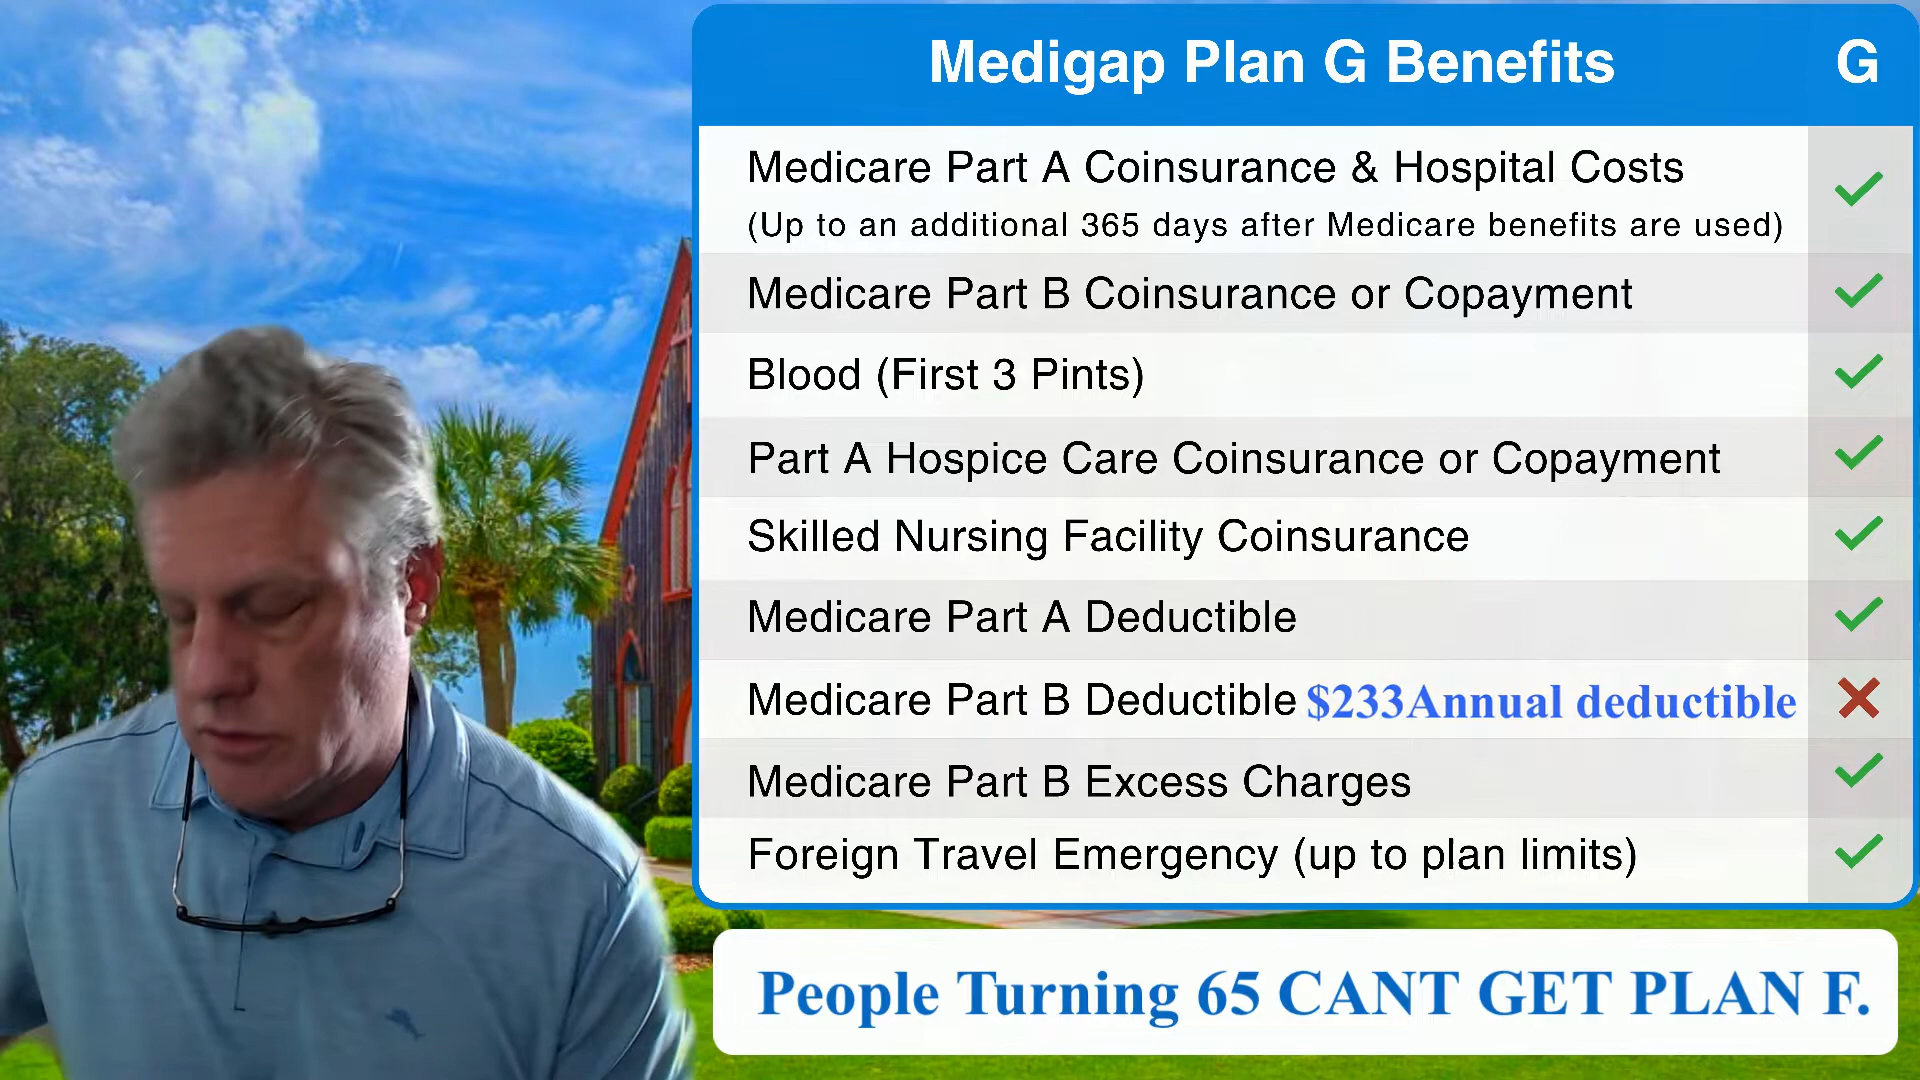 Medigap Plan G Benefits G
Medicare Part A Coinsurance & Hospital Costs
(Up to an additional 365 days after Medicare benefits are used)
Medicare Part B Coinsurance or Copayment
Blood (First 3 Pints)
Part A Hospice Care Coinsurance or Copayment
Skilled Nursing Facility Coinsurance
Medicare Part A Deductible
Medicare Part B Deductible $233Annual deductible
Medicare Part B Excess Charges
Foreign Travel Emergency (up to plan limits)
People Turning 65 CANT GET PLAN F.